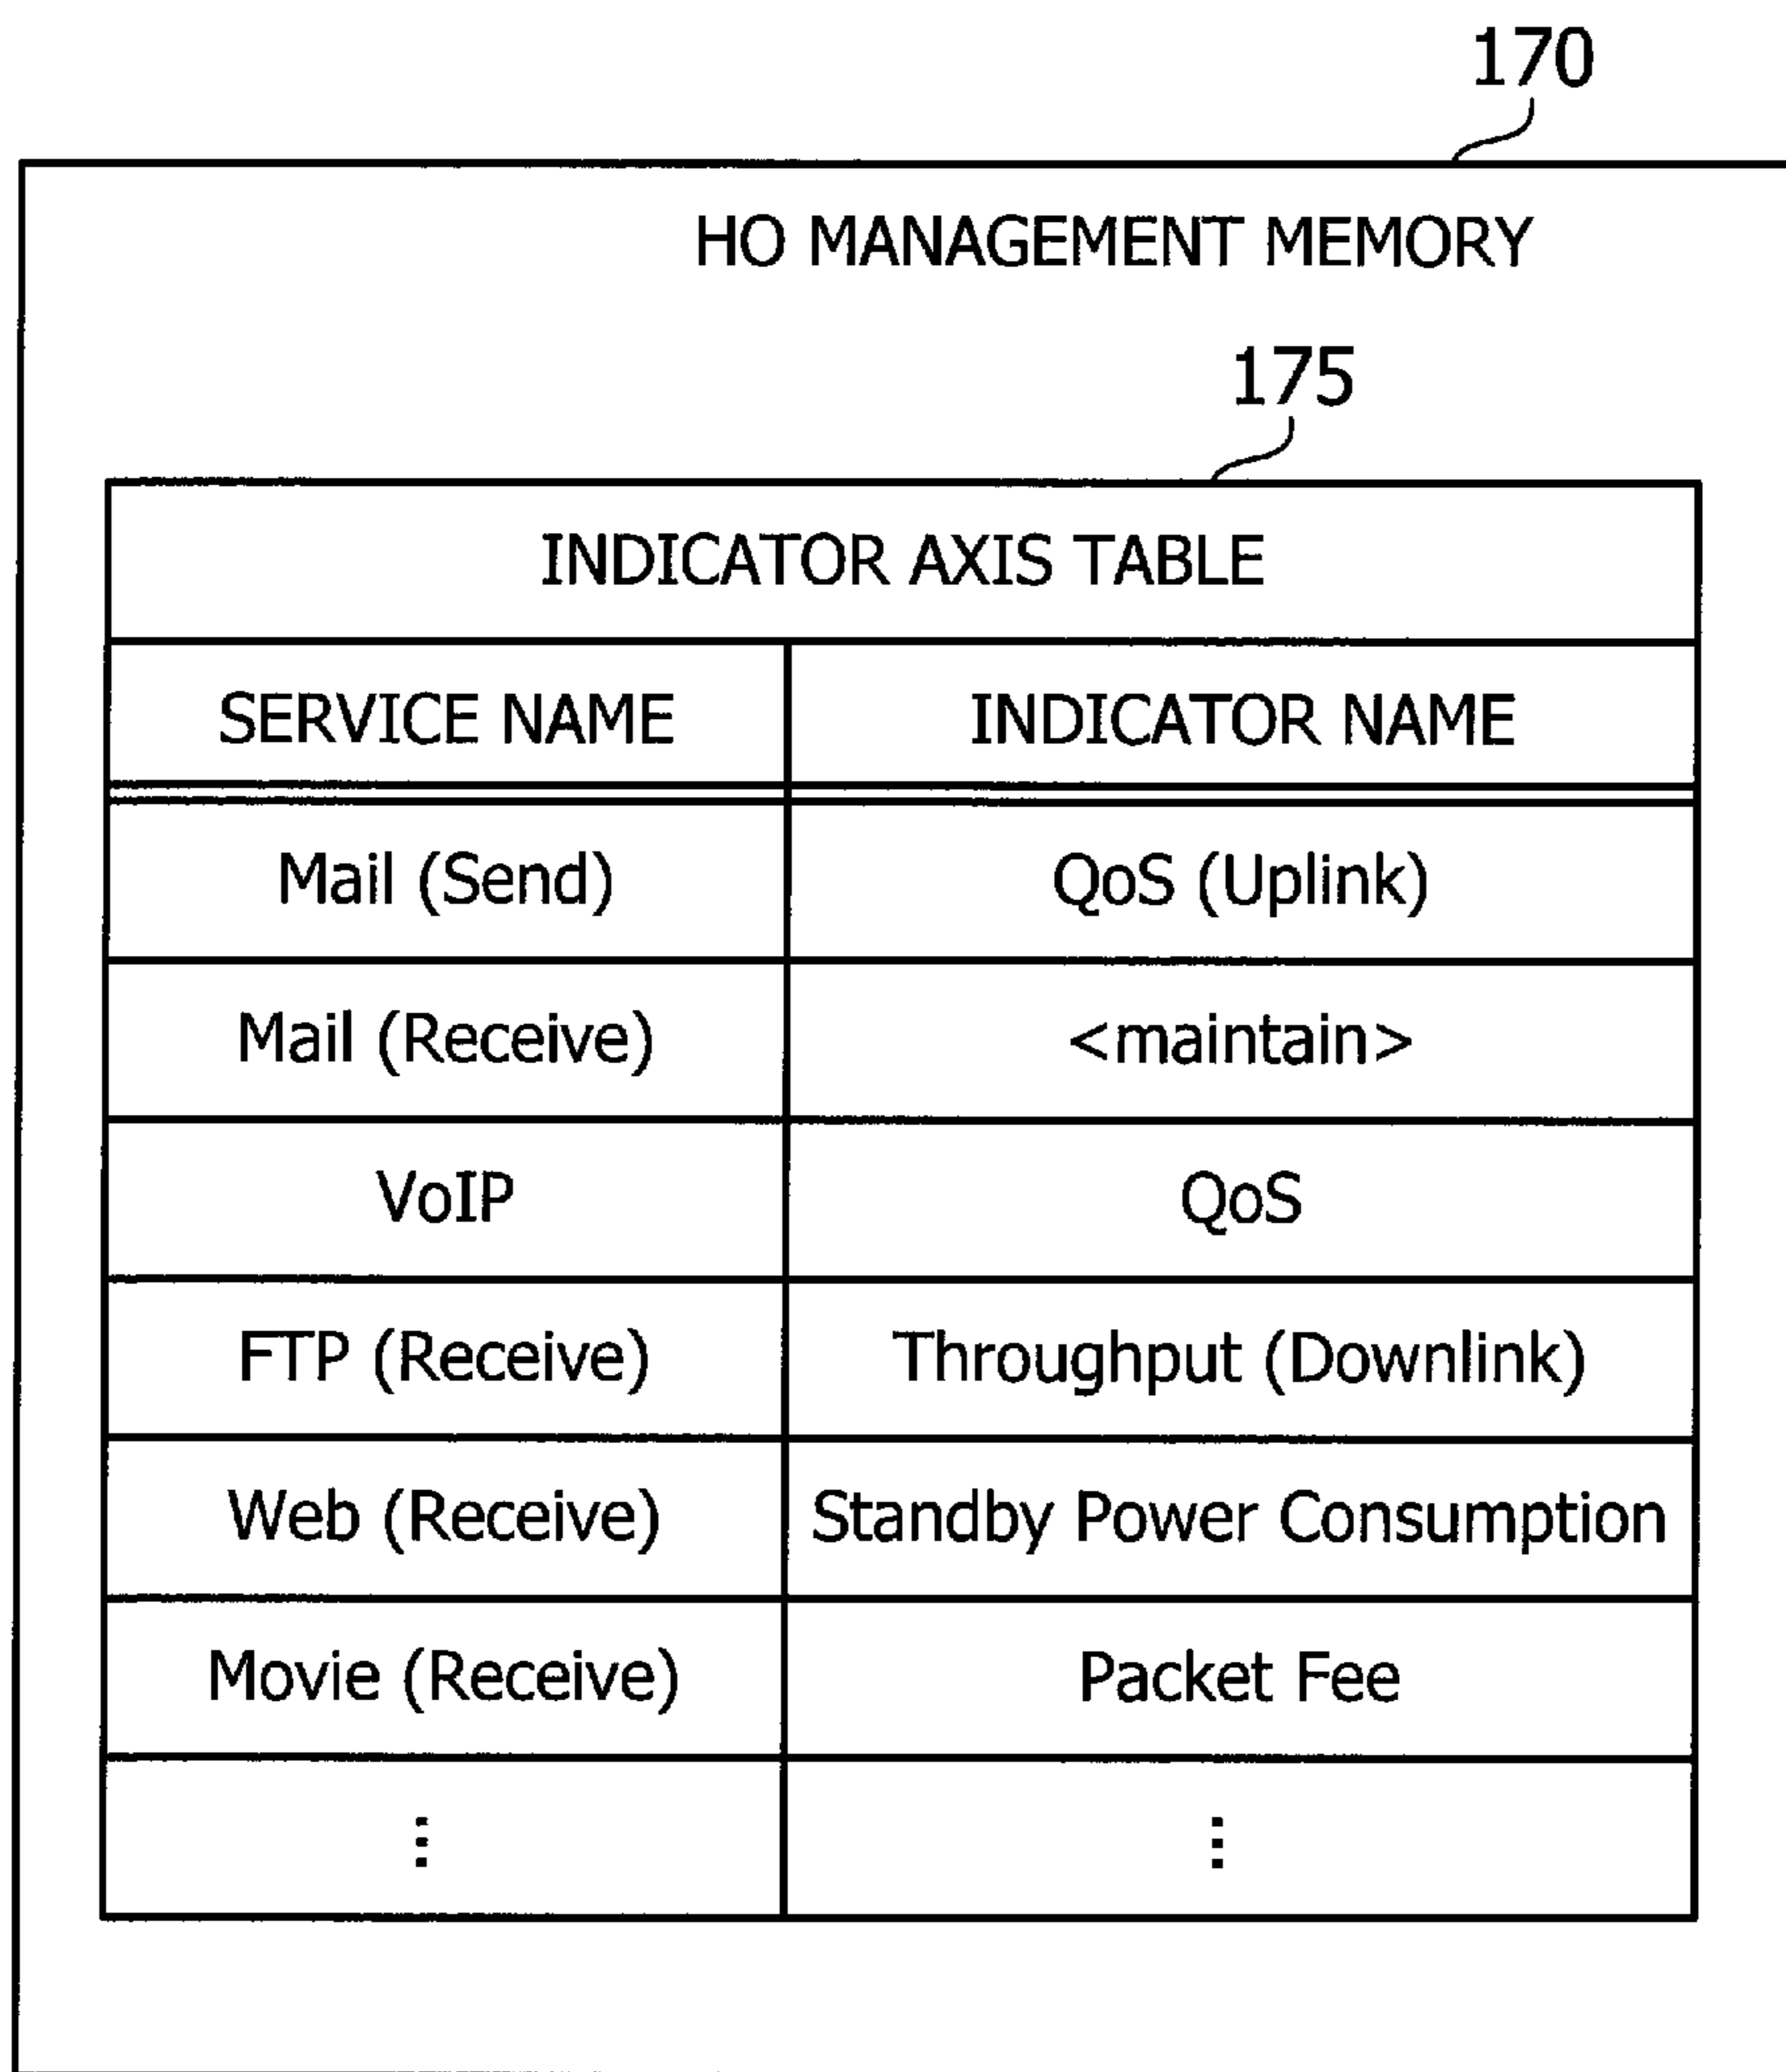 170
HO MANAGEMENT MEMORY
175
INDICATOR AXIS TABLE
SERVICE NAME INDICATOR NAME
Mail (Send) QoS (Uplink)
Mail (Receive) <maintain>
VoIP QoS
FTP (Receive) Throughput (Downlink)
Web (Receive) Standby Power Consumption
Movie (Receive) Packet Fee
⋮ ⋮